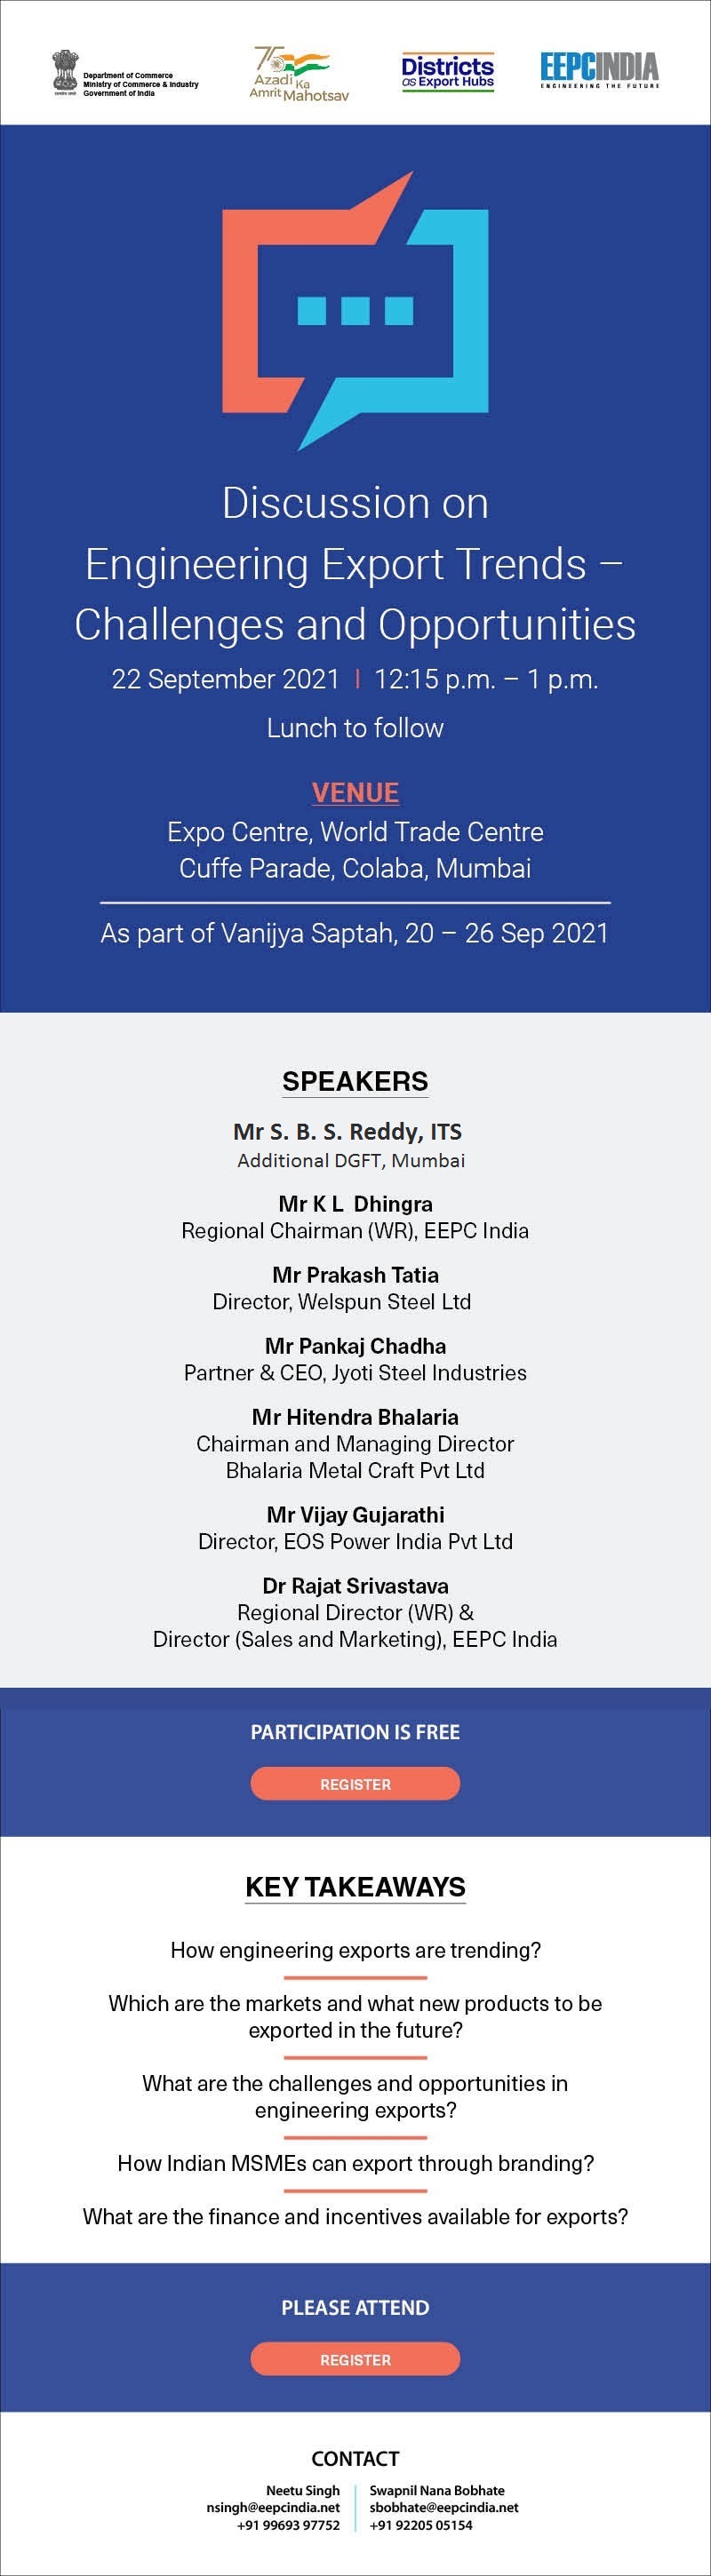 Department of Commerce
Ministry of Commerce & Industry
Government of India
75
Azadi Ka
Amrit Mahotsav
Districts
as Export Hubs
EEPCINDIA
ENGINEERING THE FUTURE
Discussion on
Engineering Export Trends –
Challenges and Opportunities
22 September 2021 | 12:15 p.m. – 1 p.m.
Lunch to follow
VENUE
Expo Centre, World Trade Centre
Cuffe Parade, Colaba, Mumbai
As part of Vanijya Saptah, 20 – 26 Sep 2021
SPEAKERS
Mr S. B. S. Reddy, ITS
Additional DGFT, Mumbai
Mr K L Dhingra
Regional Chairman (WR), EEPC India
Mr Prakash Tatia
Director, Welspun Steel Ltd
Mr Pankaj Chadha
Partner & CEO, Jyoti Steel Industries
Mr Hitendra Bhalaria
Chairman and Managing Director
Bhalaria Metal Craft Pvt Ltd
Mr Vijay Gujarathi
Director, EOS Power India Pvt Ltd
Dr Rajat Srivastava
Regional Director (WR) &
Director (Sales and Marketing), EEPC India
PARTICIPATION IS FREE
REGISTER
KEY TAKEAWAYS
How engineering exports are trending?
Which are the markets and what new products to be
exported in the future?
What are the challenges and opportunities in
engineering exports?
How Indian MSMEs can export through branding?
What are the finance and incentives available for exports?
PLEASE ATTEND
REGISTER
CONTACT
Neetu Singh
nsingh@eepcindia.net
+91 99693 97752
Swapnil Nana Bobhate
sbobhate@eepcindia.net
+91 92205 05154